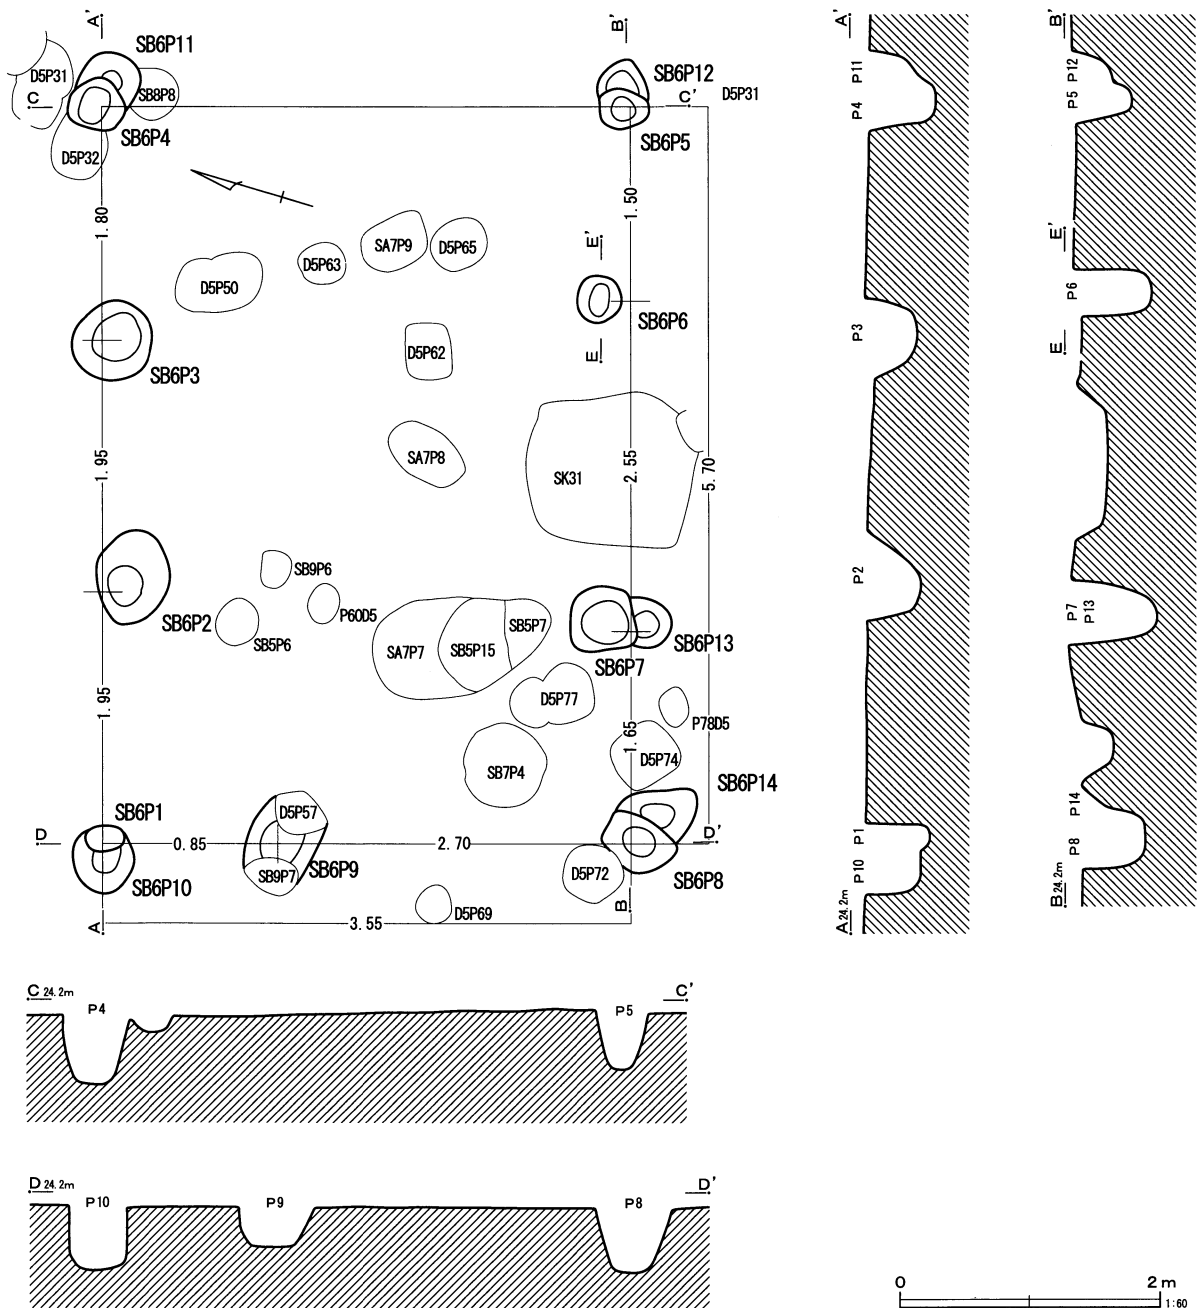 A'
B'
SB6P11
D5P31
SB8P8
C
SB6P4
D5P32
SB6P12
C'
D5P31
SB6P5
1.80
1.50
SA7P9
D5P65
D5P63
D5P50
E'
SB6P6
D5P62
E
SB6P3
SA7P8
SK31
1.95
2.55
5.70
SB9P6
P60D5
SB5P6
SB6P2
SA7P7
SB5P15
SB5P7
SB6P7
SB6P13
D5P77
P78D5
1.95
1.65
D5P74
SB7P4
SB6P14
SB6P1
D5P57
D
0.85
2.70
D'
SB9P7
SB6P9
SB6P10
D5P72
SB6P8
D5P69
A
B
3.55
A'
P11
P4
P3
P2
P1
P10
A 24.2m
B'
P12
P5
E'
P6
E
P7
P13
P14
P8
B 24.2m
C 24.2m
P4
P5
C'
D 24.2m
P10
P9
P8
D'
0
2m
1:60